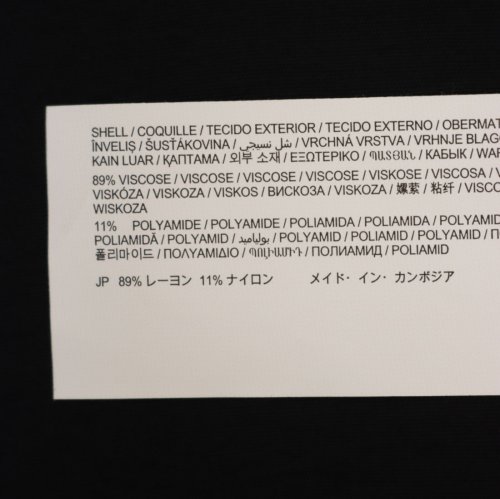 SHELL / COQUILLE / TECIDO EXTERIOR / TECIDO EXTERNO / OBERMAT
ÎNVELIȘ / ŠUSŤÁKOVINA / شل نسيجي / VRCHNÁ VRSTVA / VRHNJE BLAG
KAIN LUAR / ҚАПТАМА / 외부 소재 / ΕΞΩΤΕΡΙΚΟ / ՊԱՏՅԱՆ / КАБЫК / WAR
89% VISCOSE / VISCOSE / VISCOSE / VISCOSE / VISKOSE / VISCOSA / V
VISKÓZA / VISKOZA / VISKOS / ВИСКОЗА / VISKOZA / 嫘縈 / 粘纤 / VISCO
WISKOZA
11% POLYAMIDE / POLYAMIDE / POLIAMIDA / POLIAMIDA / POLYAMID
POLIAMIDĂ / POLYAMID / بولياميد / POLYAMID / POLIAMID / POLYAMID / П
폴리마이드 / ΠΟΛΥΑΜΙΔΙΟ / ՊՈԼԻԱՄԻԴ / ПОЛИАМИД / POLIAMID
JP 89% レーヨン 11% ナイロン メイド・イン・カンボジア